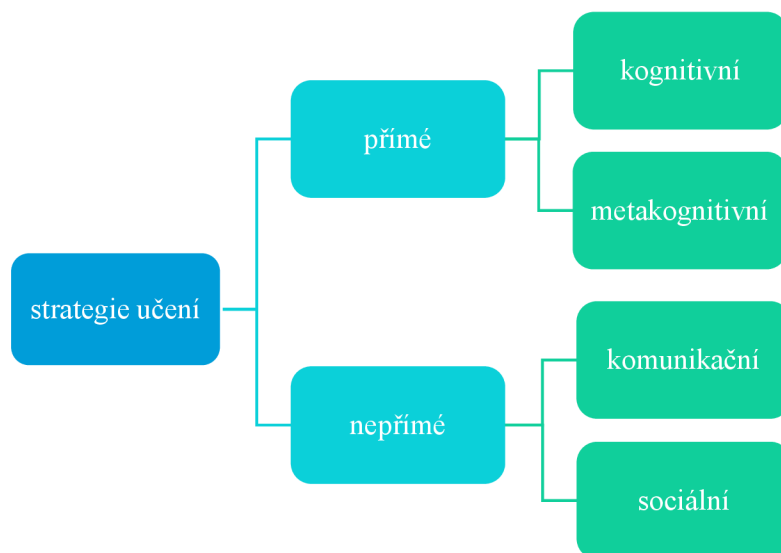 strategie učení
přímé
kognitivní
metakognitivní
nepřímé
komunikační
sociální